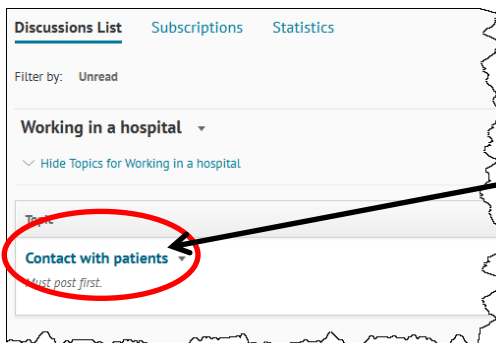 Discussions List Subscriptions Statistics
Filter by: Unread
Working in a hospital
Hide Topics for Working in a hospital
Topic
Contact with patients
Must post first.